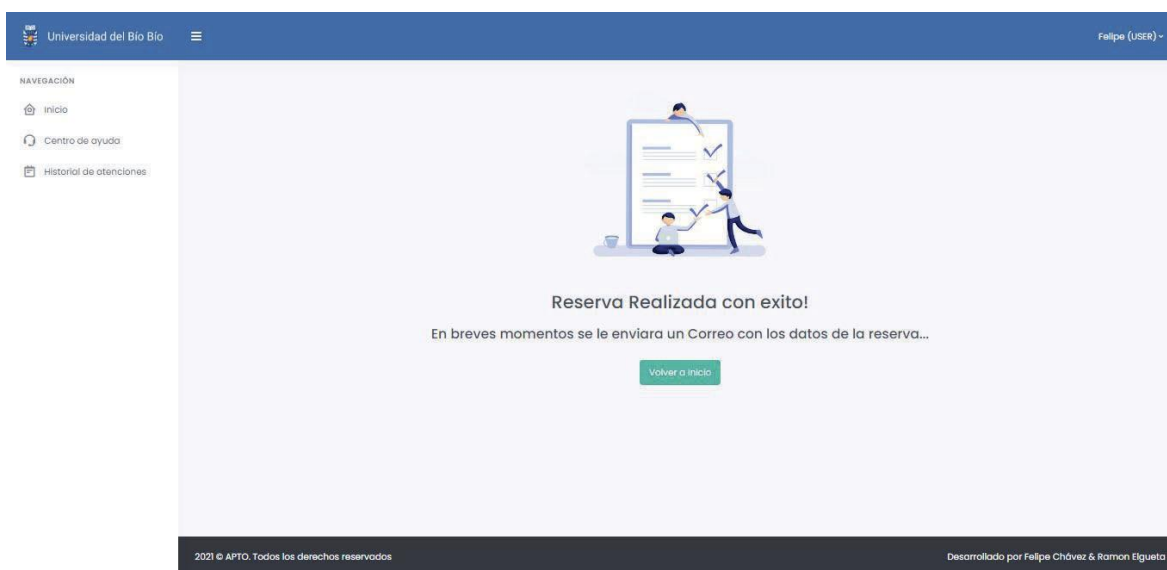 Universidad del Bío Bío
Felipe (USER)
NAVEGACIÓN
Inicio
Centro de ayuda
Historial de atenciones
Reserva Realizada con exito!
En breves momentos se le enviara un Correo con los datos de la reserva...
Volver a inicio
2021 © APTO. Todos los derechos reservados
Desarrollado por Felipe Chávez & Ramon Elgueta